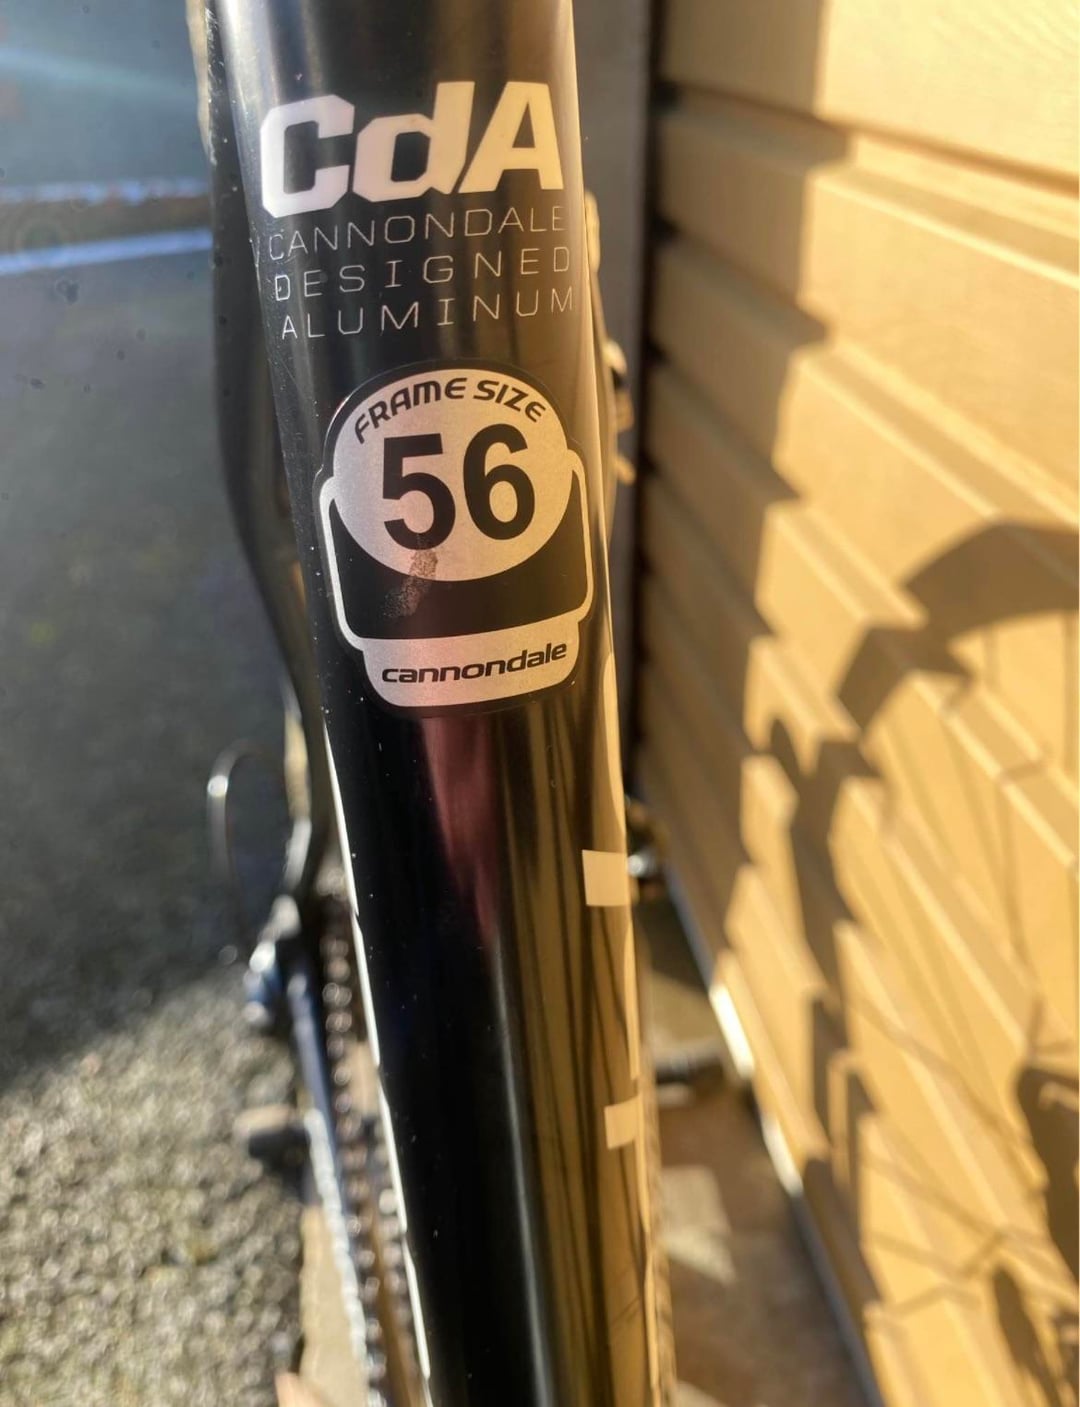 CdA
CANNONDALE
DESIGNED
ALUMINUM
FRAME SIZE
56
cannondale